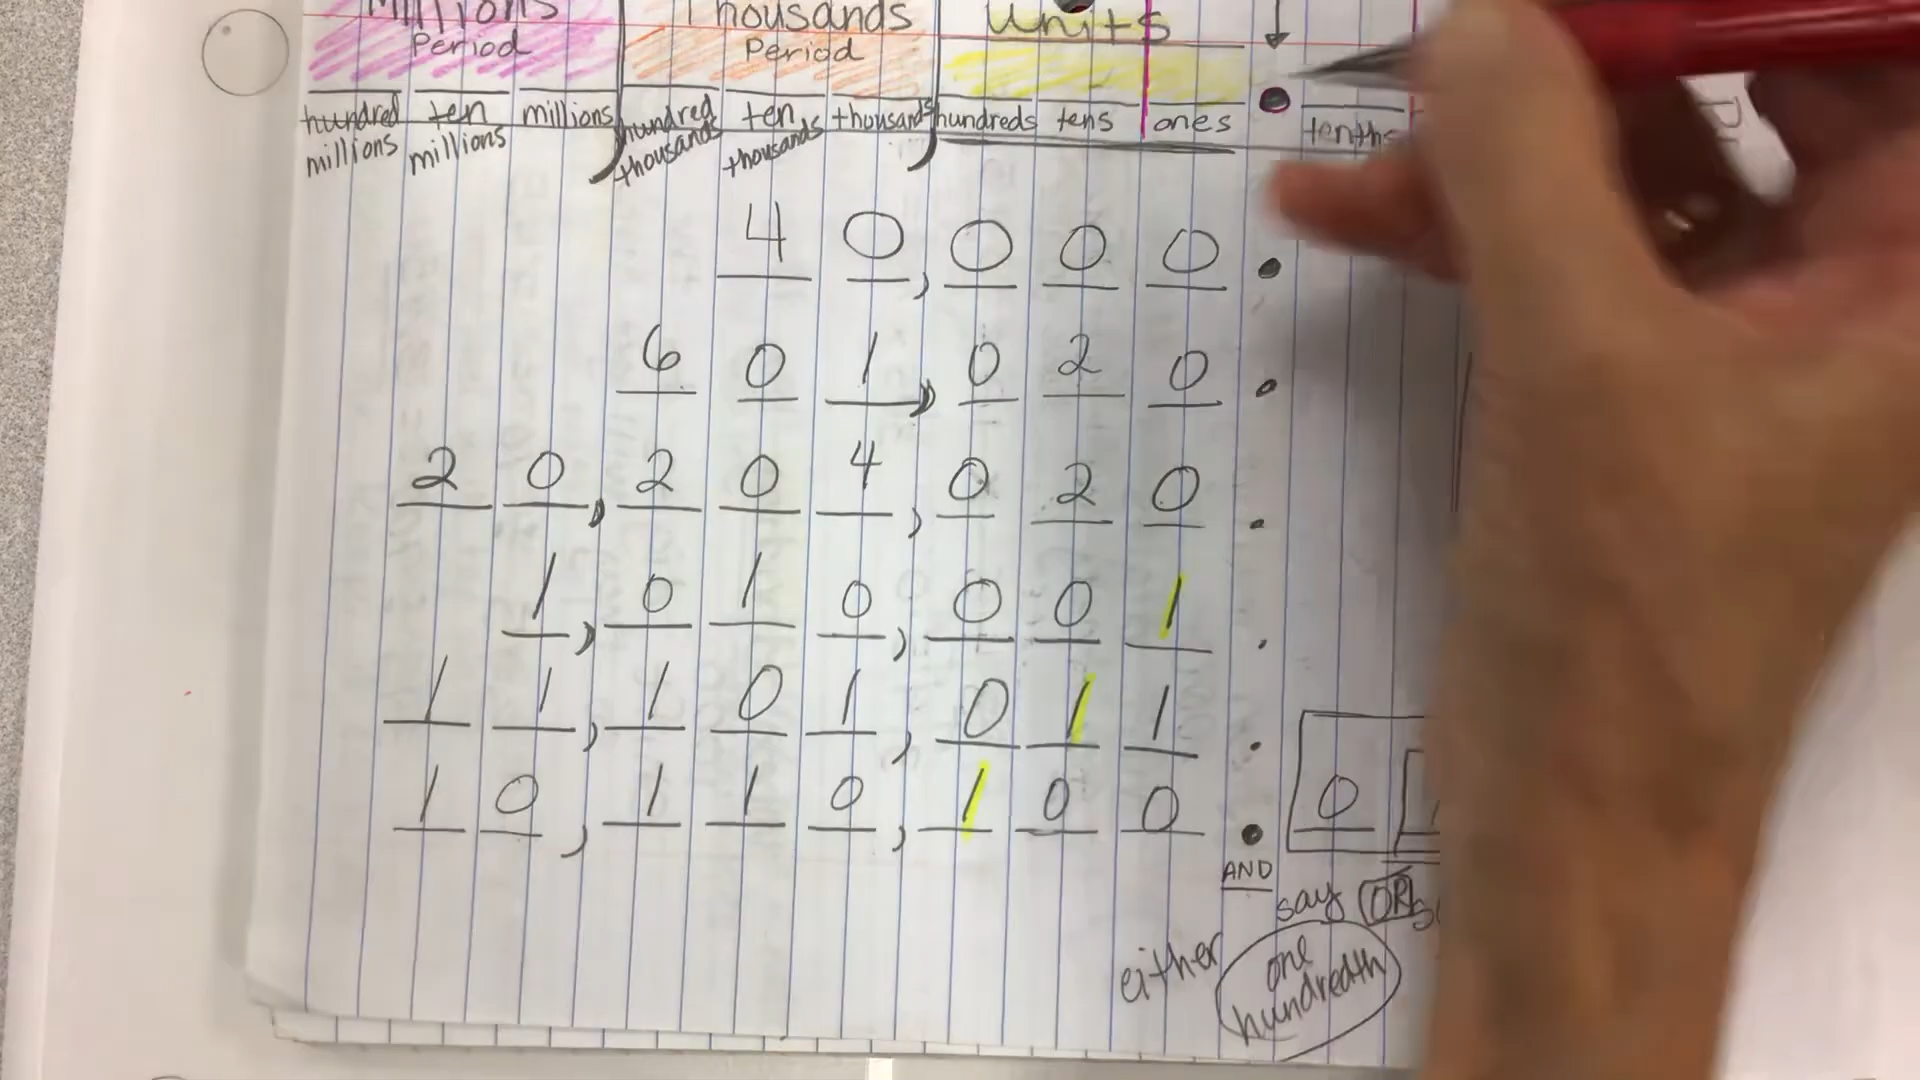 Millions Thousands Units
Period Period
hundred millions ten millions millions hundred thousands ten thousands thousands hundreds tens ones • tenths
4 0, 0 0 0 .
6 0 1, 0 2 0 .
2 0, 2 0 4, 0 2 0 .
1, 0 1 0, 0 0 1 .
1 1, 1 0 1, 0 1 1 .
1 0, 1 1 0, 1 0 0 . 0
AND
say OR
either one hundredth